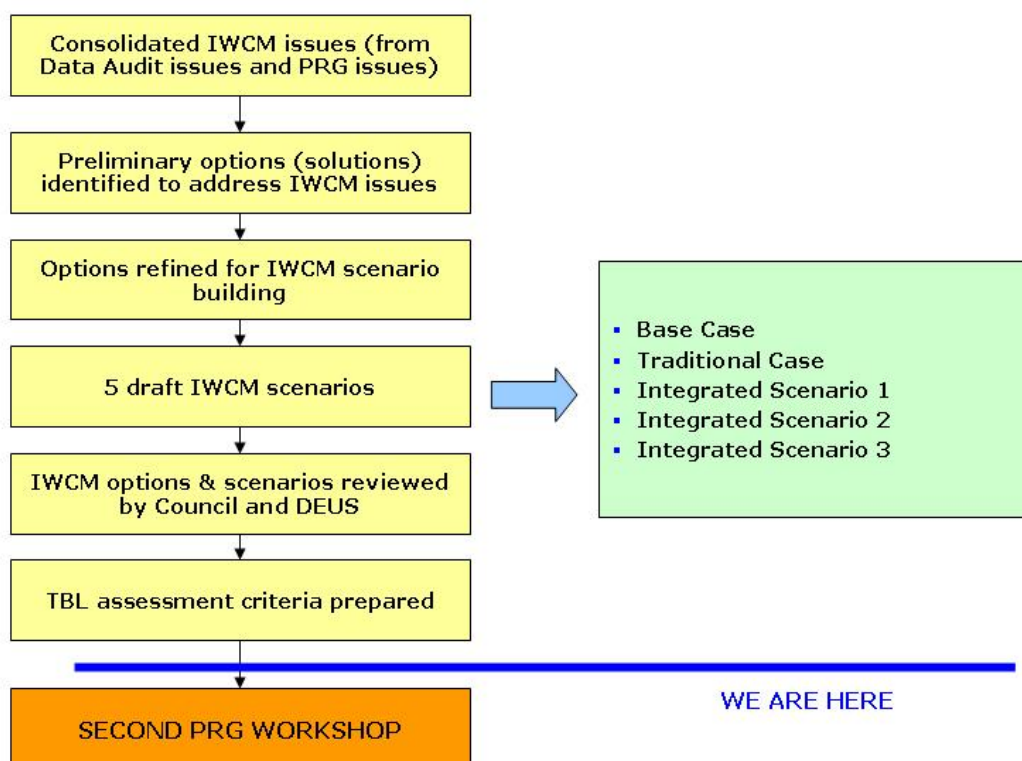 Consolidated IWCM issues (from
Data Audit issues and PRG issues)
Preliminary options (solutions)
identified to address IWCM issues
Options refined for IWCM scenario
building
5 draft IWCM scenarios
▪ Base Case
▪ Traditional Case
▪ Integrated Scenario 1
▪ Integrated Scenario 2
▪ Integrated Scenario 3
IWCM options & scenarios reviewed
by Council and DEUS
TBL assessment criteria prepared
WE ARE HERE
SECOND PRG WORKSHOP